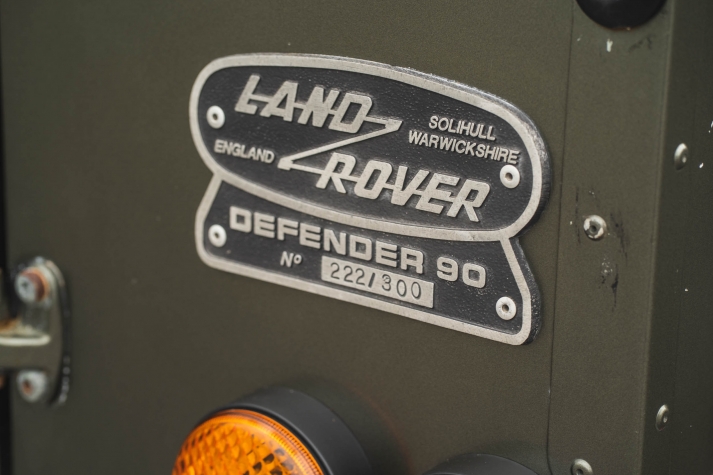 LAND
SOLIHULL
WARWICKSHIRE
ENGLAND
ROVER
DEFENDER 90
Nº 222/300